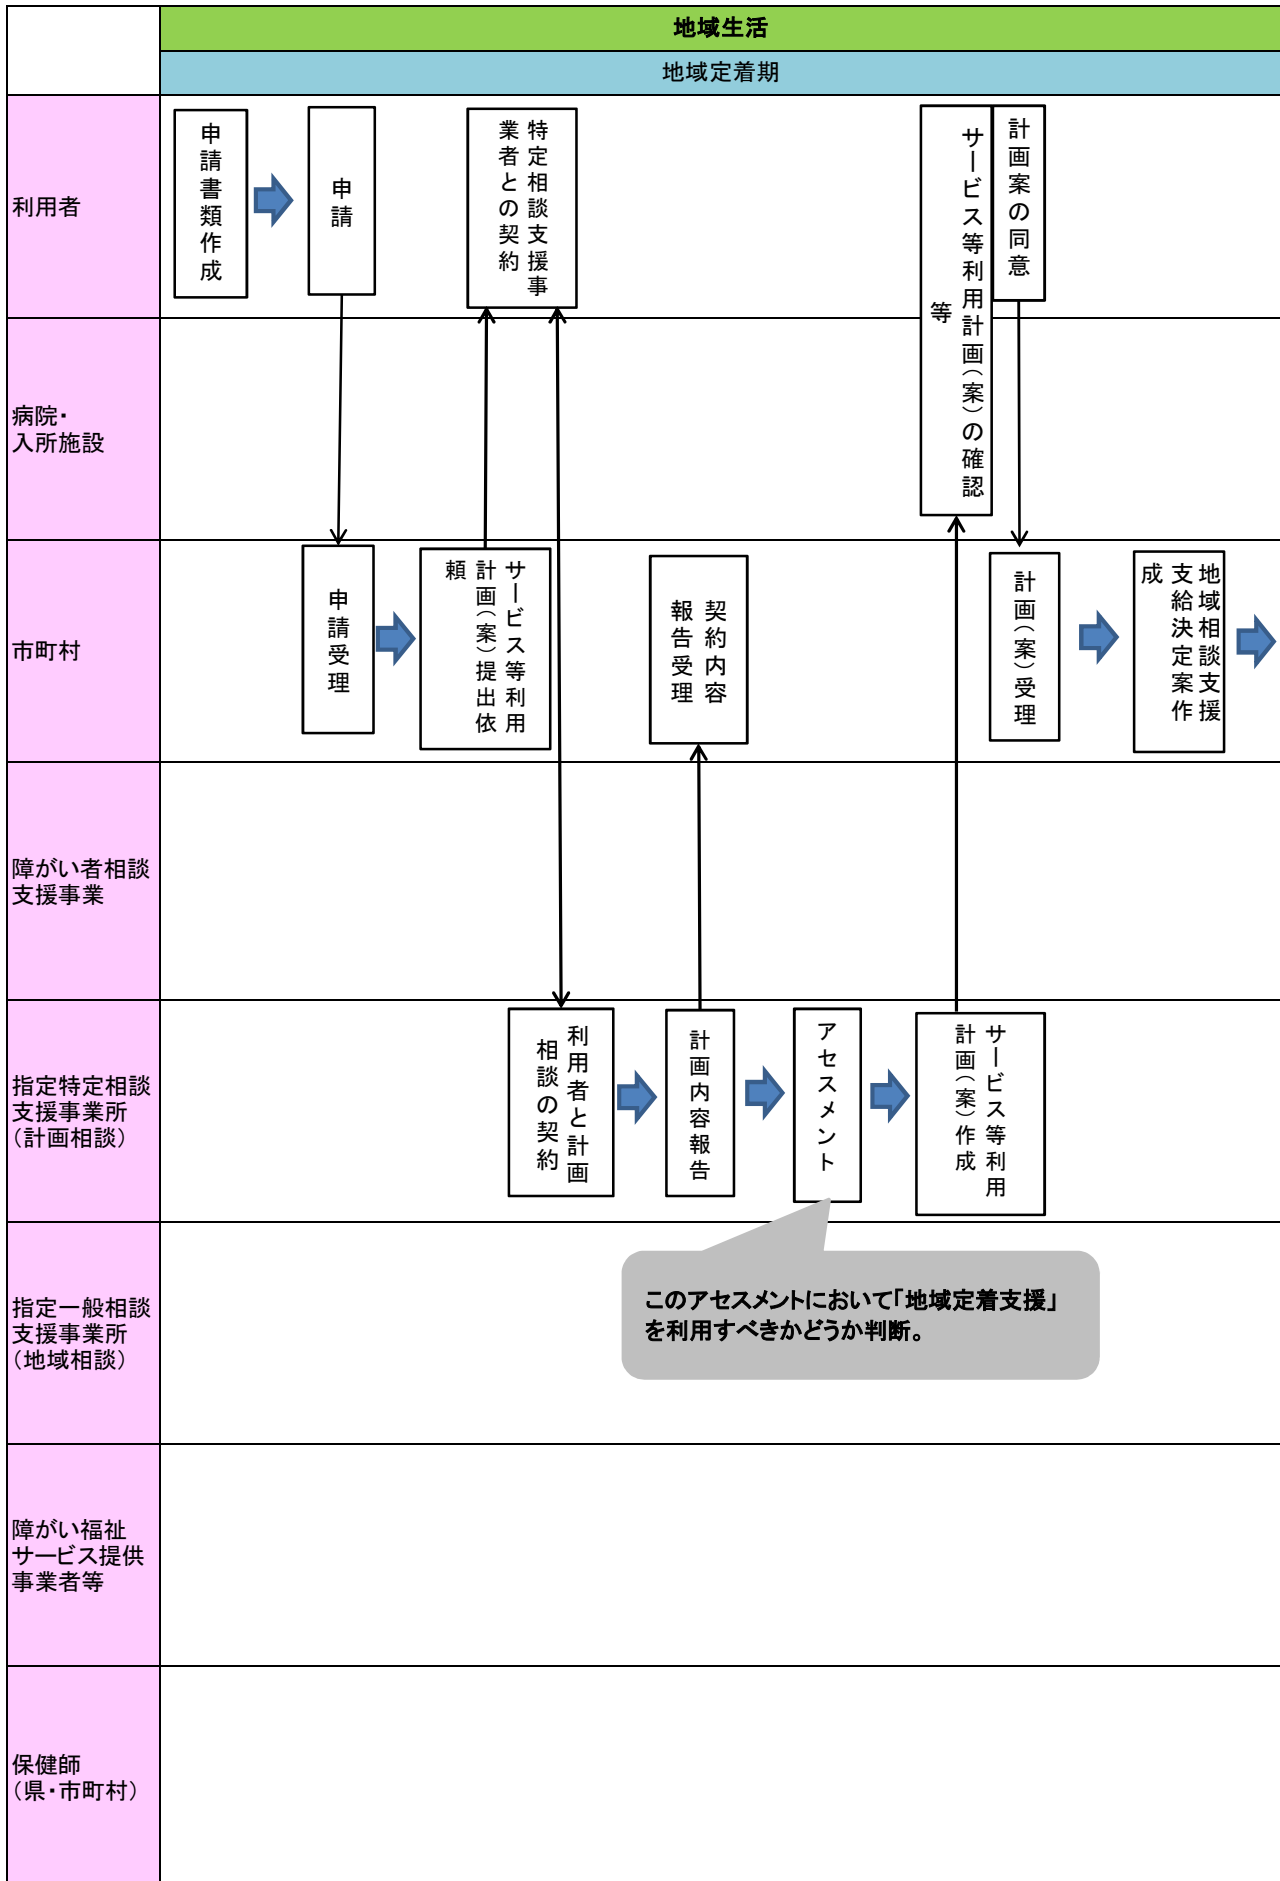 地域生活
地域定着期
利用者
申請書類作成
申請
特定相談支援事
業者との契約
サービス等利用計画（案）の確認
等
計画案の同意
病院・
入所施設
市町村
申請受理
サービス等利用
計画（案）提出依
頼
契約内容
報告受理
計画（案）受理
地域相談支援
支給決定案作
成
障がい者相談
支援事業
指定特定相談
支援事業所
（計画相談）
利用者と計画
相談の契約
計画内容報告
アセスメント
サービス等利用
計画（案）作成
指定一般相談
支援事業所
（地域相談）
このアセスメントにおいて「地域定着支援」
を利用すべきかどうか判断。
障がい福祉
サービス提供
事業者等
保健師
（県・市町村）